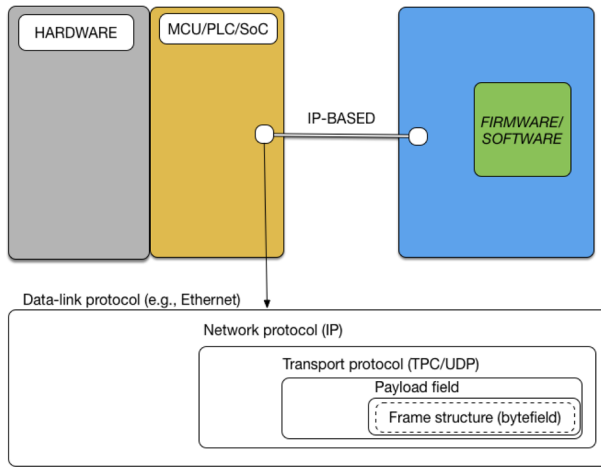 HARDWARE
MCU/PLC/SoC
IP-BASED
FIRMWARE/
SOFTWARE
Data-link protocol (e.g., Ethernet)
Network protocol (IP)
Transport protocol (TPC/UDP)
Payload field
Frame structure (bytefield)